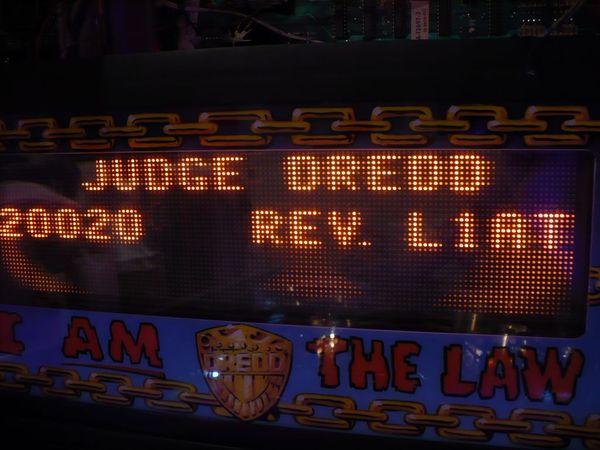 JUDGE DREDD
20020 REV. L1AT
I AM
DREDD
THE LAW